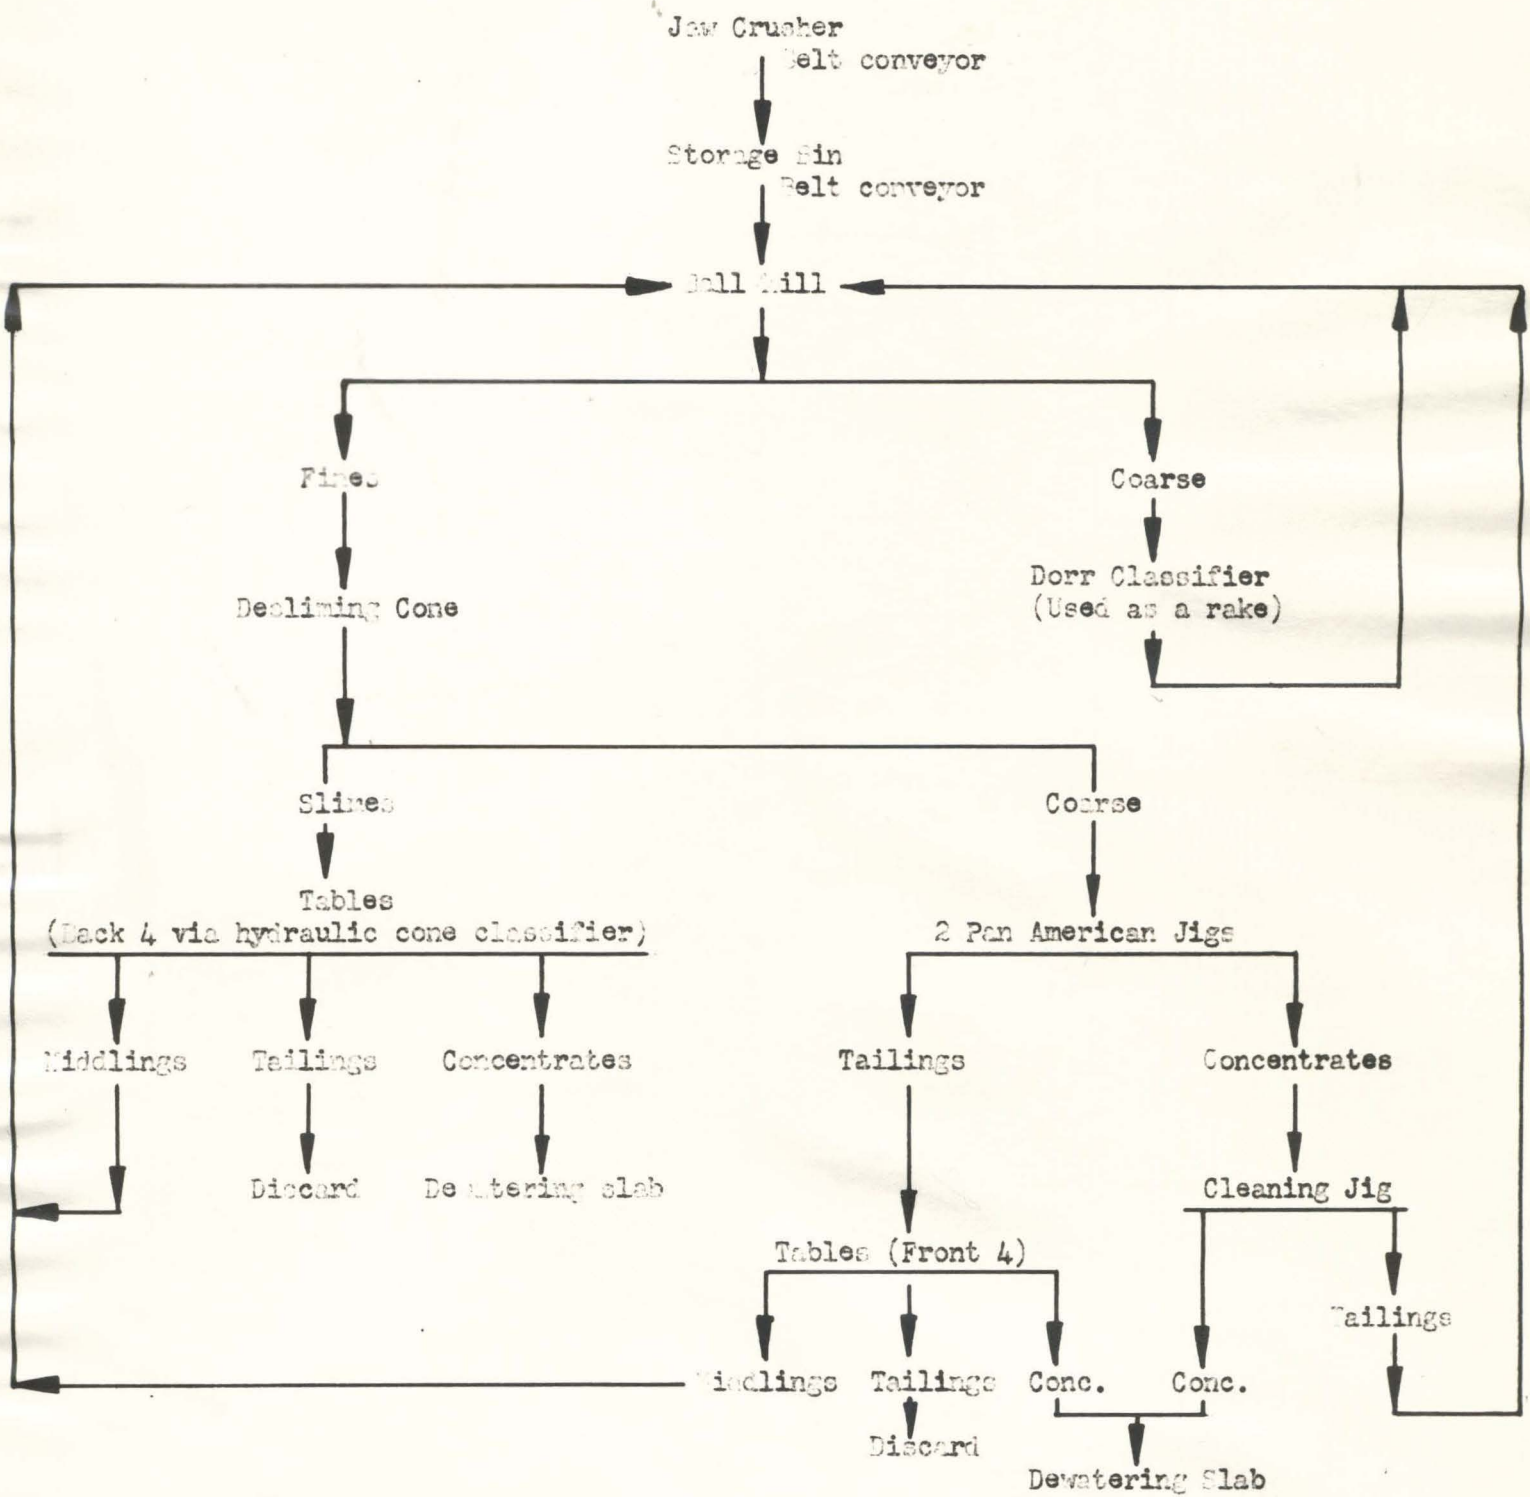 Jaw Crusher
Belt conveyor
Storage Bin
Belt conveyor
Ball Mill
Fines
Coarse
Desliming Cone
Dorr Classifier
(Used as a rake)
Slimes
Coarse
Tables
(Back 4 via hydraulic cone classifier)
2 Pan American Jigs
Middlings
Tailings
Concentrates
Tailings
Concentrates
Discard
Dewatering slab
Cleaning Jig
Tables (Front 4)
Tailings
Middlings
Tailings
Conc.
Conc.
Discard
Dewatering Slab